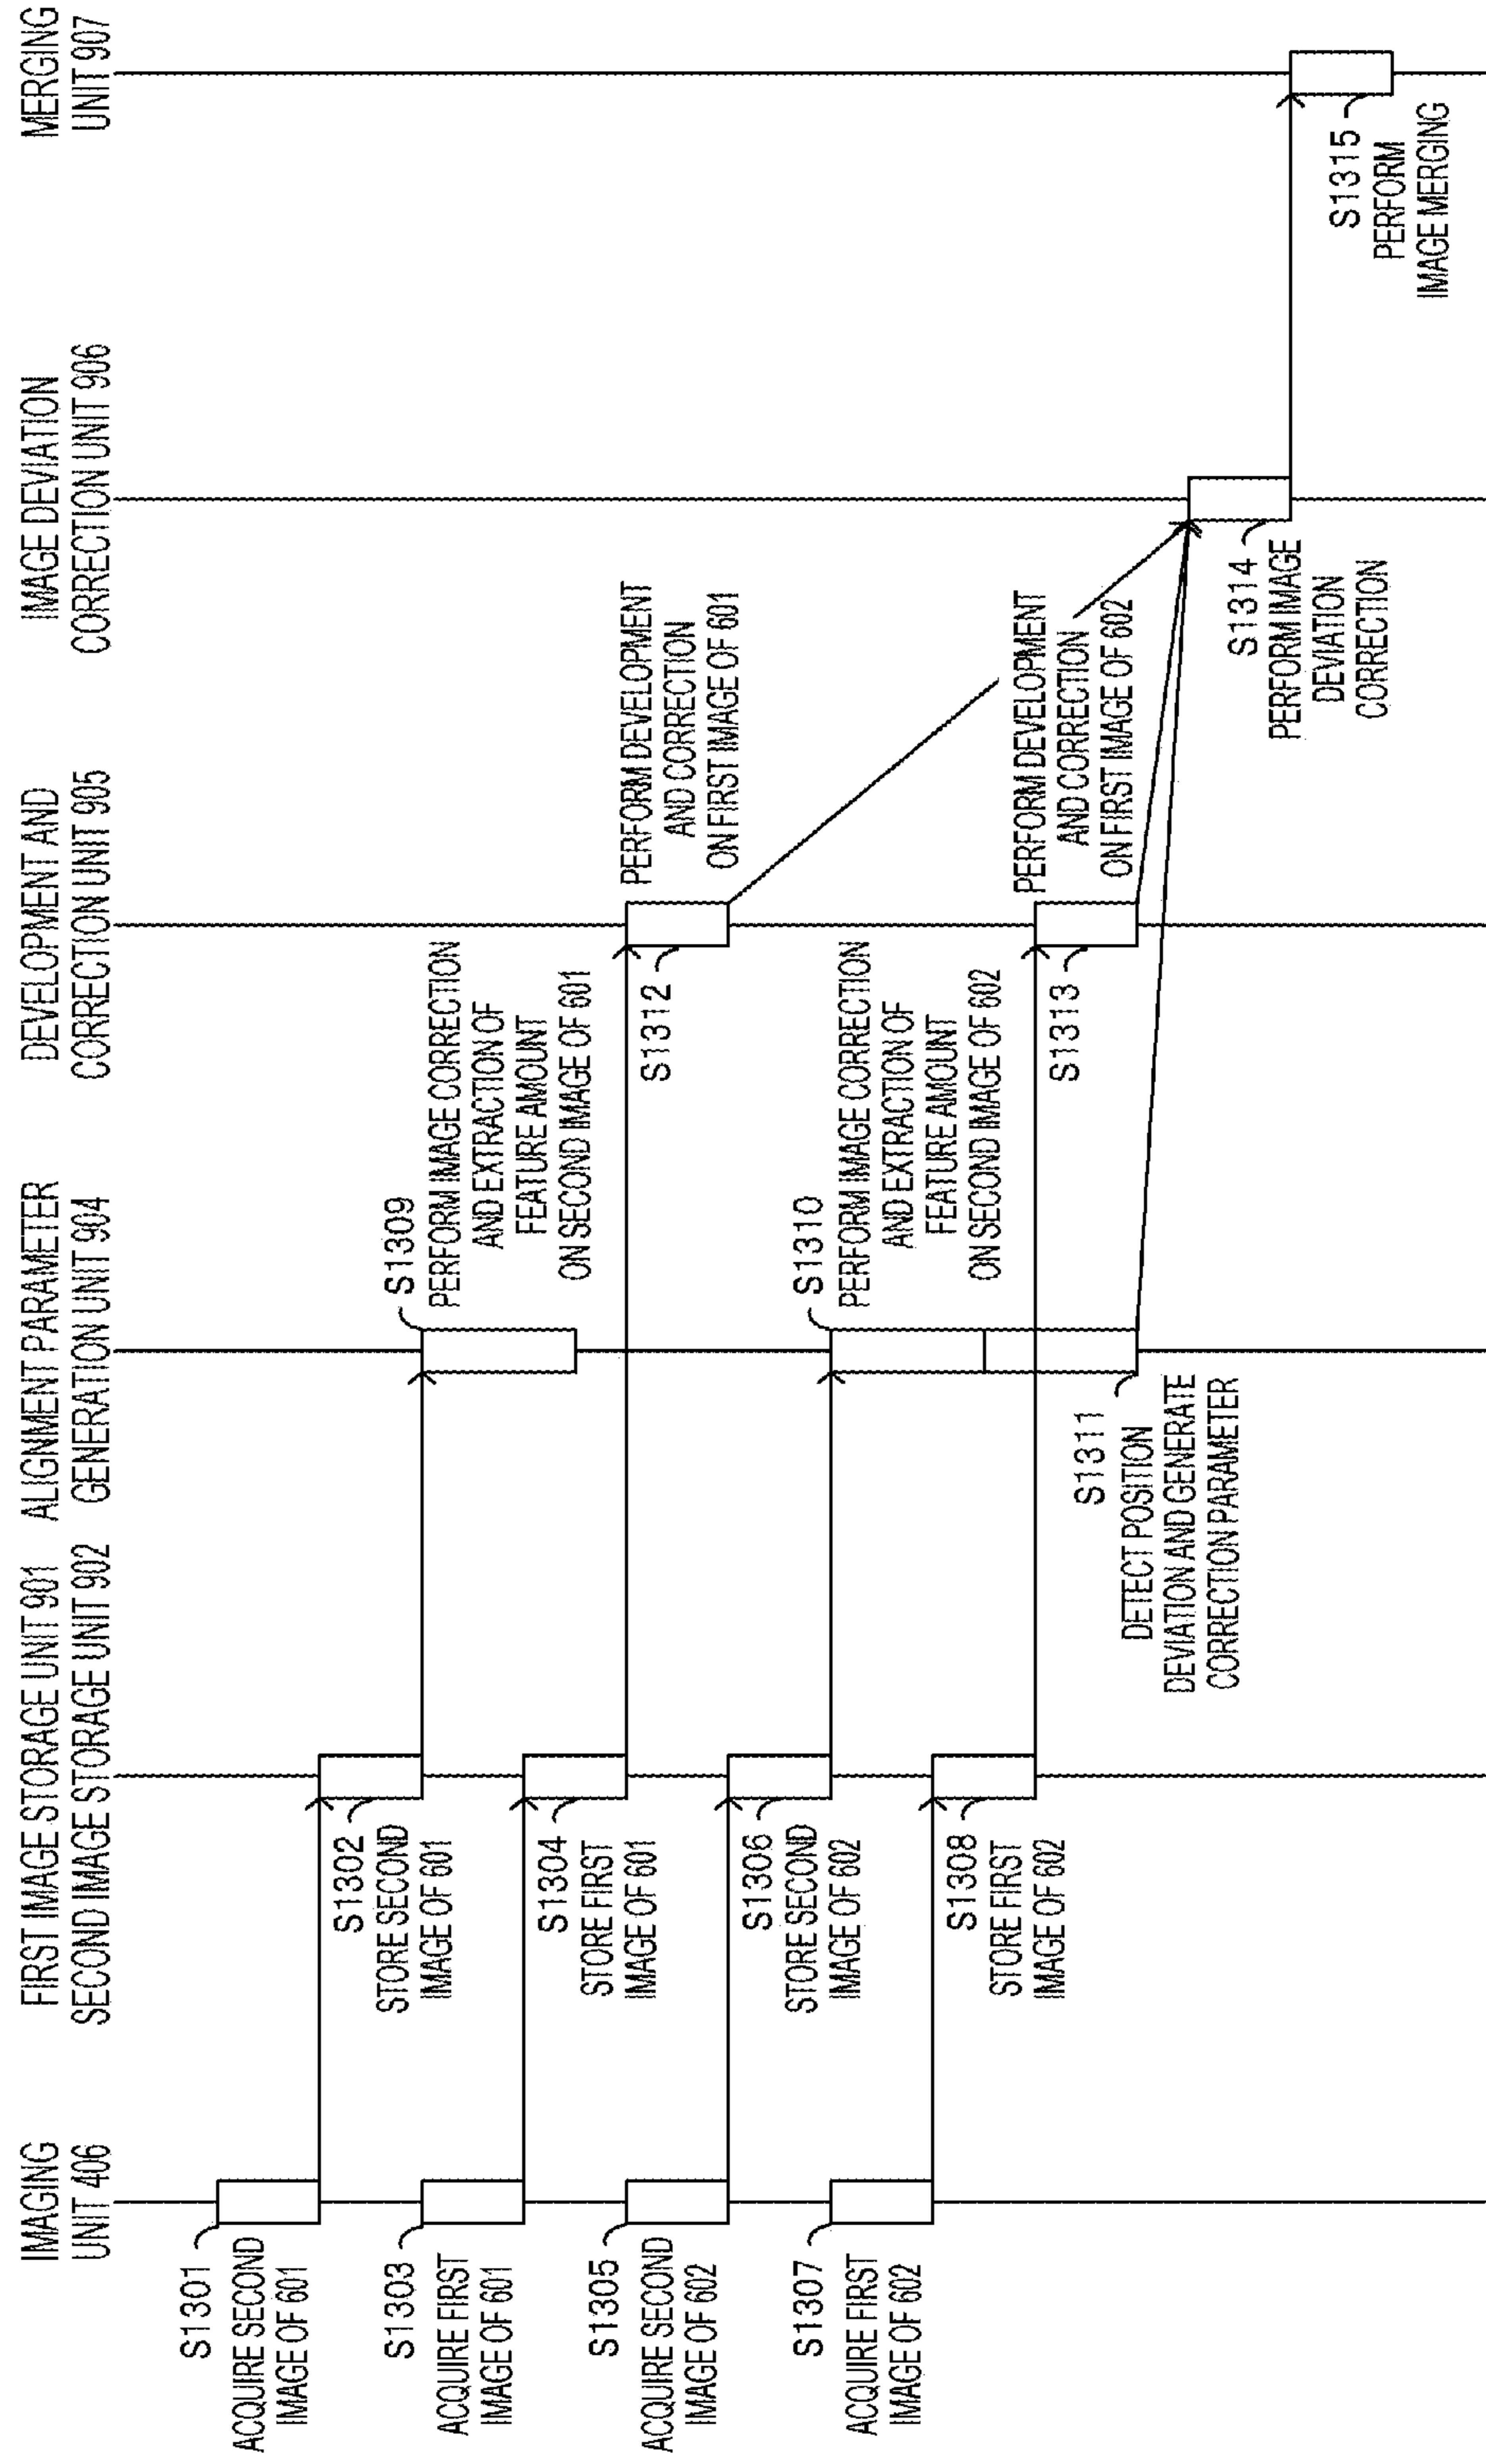 IMAGING
UNIT 406
FIRST IMAGE STORAGE UNIT 901
SECOND IMAGE STORAGE UNIT 902
ALIGNMENT PARAMETER
GENERATION UNIT 904
DEVELOPMENT AND
CORRECTION UNIT 905
IMAGE DEVIATION
CORRECTION UNIT 906
MERGING
UNIT 907
S1301
ACQUIRE SECOND
IMAGE OF 601
S1302
STORE SECOND
IMAGE OF 601
S1303
ACQUIRE FIRST
IMAGE OF 601
S1309
PERFORM IMAGE CORRECTION
AND EXTRACTION OF
FEATURE AMOUNT
ON SECOND IMAGE OF 601
S1304
STORE FIRST
IMAGE OF 601
S1305
ACQUIRE SECOND
IMAGE OF 602
S1312
PERFORM DEVELOPMENT
AND CORRECTION
ON FIRST IMAGE OF 601
S1306
STORE SECOND
IMAGE OF 602
S1307
ACQUIRE FIRST
IMAGE OF 602
S1310
PERFORM IMAGE CORRECTION
AND EXTRACTION OF
FEATURE AMOUNT
ON SECOND IMAGE OF 602
S1308
STORE FIRST
IMAGE OF 602
S1313
PERFORM DEVELOPMENT
AND CORRECTION
ON FIRST IMAGE OF 602
S1311
DETECT POSITION
DEVIATION AND GENERATE
CORRECTION PARAMETER
S1314
PERFORM IMAGE
DEVIATION
CORRECTION
S1315
PERFORM
IMAGE MERGING